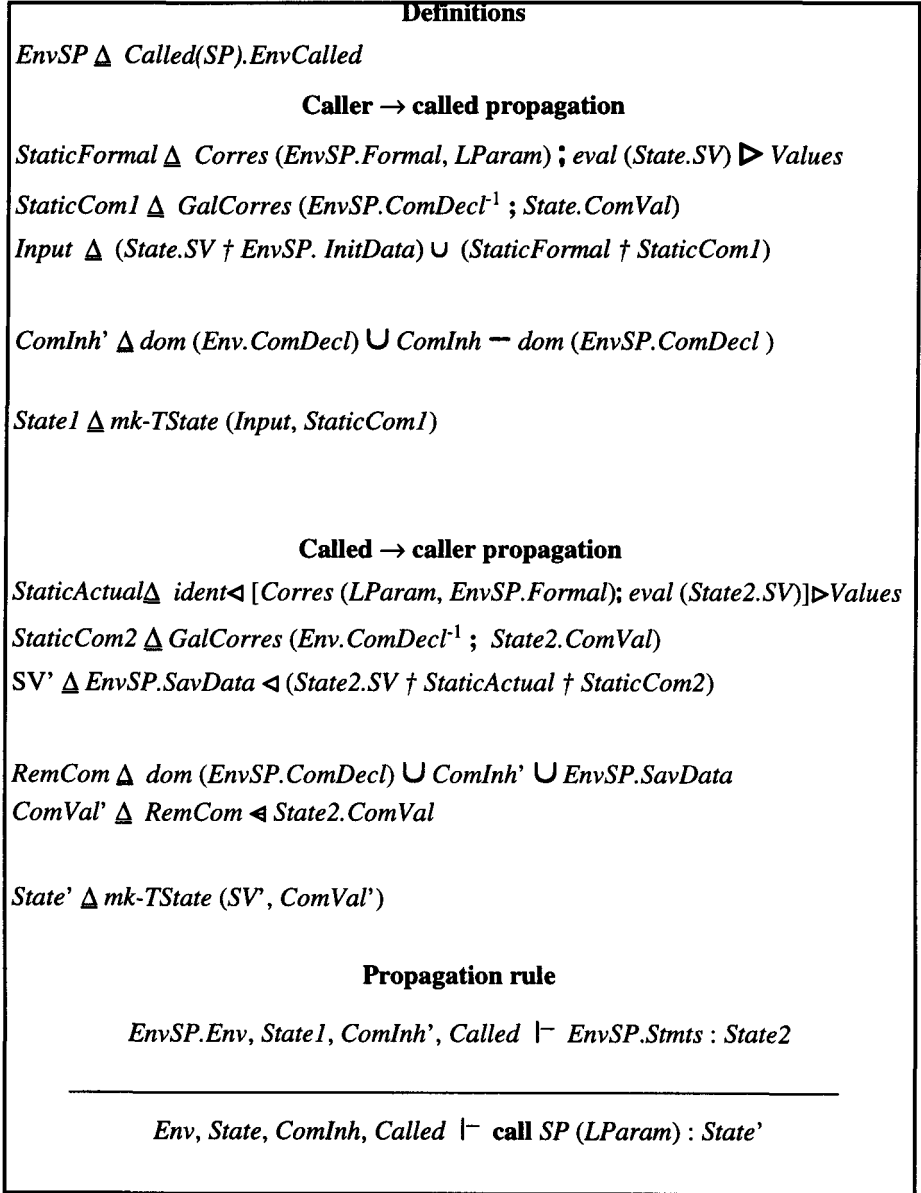 Definitions
EnvSP ≙ Called(SP).EnvCalled
Caller → called propagation
StaticFormal ≙ Corres (EnvSP.Formal, LParam) ; eval (State.SV) ▷ Values
StaticCom1 ≙ GalCorres (EnvSP.ComDecl⁻¹ ; State.ComVal)
Input ≙ (State.SV † EnvSP. InitData) ∪ (StaticFormal † StaticCom1)
ComInh’ ≙ dom (Env.ComDecl) ∪ ComInh − dom (EnvSP.ComDecl )
State1 ≙ mk-TState (Input, StaticCom1)
Called → caller propagation
StaticActual≙ ident⊲ [Corres (LParam, EnvSP.Formal); eval (State2.SV)]▷Values
StaticCom2 ≙ GalCorres (Env.ComDecl⁻¹ ; State2.ComVal)
SV’ ≙ EnvSP.SavData ⊲ (State2.SV † StaticActual † StaticCom2)
RemCom ≙ dom (EnvSP.ComDecl) ∪ ComInh’ ∪ EnvSP.SavData
ComVal’ ≙ RemCom ⩤ State2.ComVal
State’ ≙ mk-TState (SV’, ComVal’)
Propagation rule
EnvSP.Env, State1, ComInh’, Called ⊢ EnvSP.Stmts : State2
Env, State, ComInh, Called ⊢ call SP (LParam) : State’